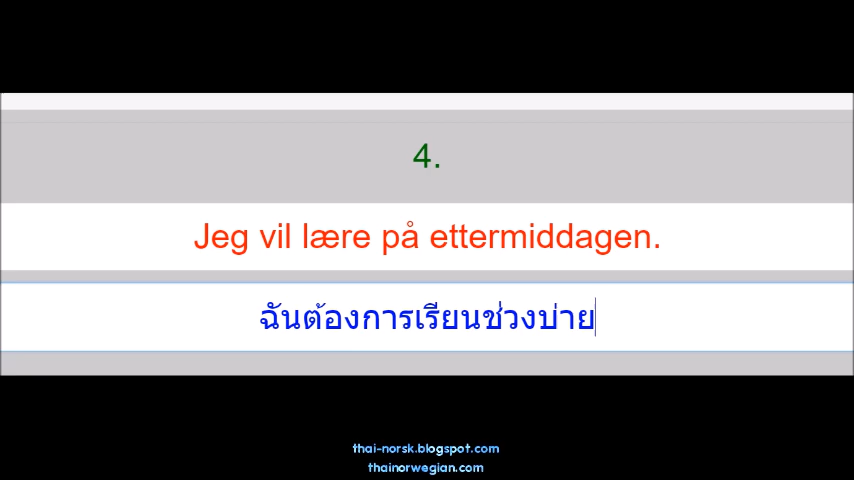 4.
Jeg vil lære på ettermiddagen.
ฉันต้องการเรียนช่วงบ่าย
thai-norsk.blogspot.com
thainorwegian.com